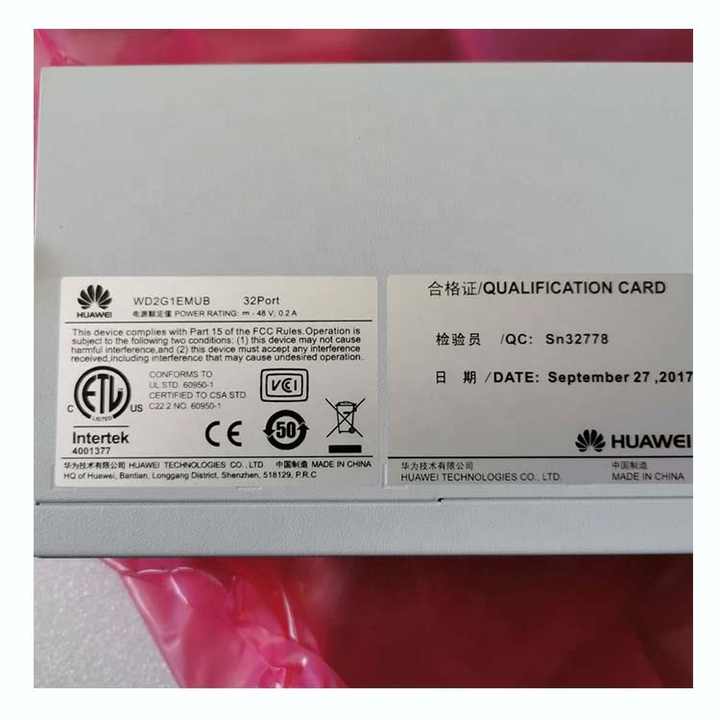 HUAWEI
WD2G1EMUB 32Port
电源额定值 POWER RATING: ⎓ - 48 V; 0.2 A
This device complies with Part 15 of the FCC Rules.Operation is
subject to the following two conditions: (1) this device may not cause
harmful interference,and (2) this device must accept any interference
received,including interference that may cause undesired operation.
C ETL US
LISTED
CONFORMS TO
UL STD. 60950-1
CERTIFIED TO CSA STD
C22.2 NO. 60950-1
VCCI
Intertek
4001377
CE
50
华为技术有限公司 HUAWEI TECHNOLOGIES CO., LTD. 中国制造 MADE IN CHINA
HQ of Huawei, Bantian, Longgang District, Shenzhen, 518129, P.R.C
合格证/QUALIFICATION CARD
检验员 /QC: Sn32778
日 期 /DATE: September 27 ,2017
HUAWEI
华为技术有限公司 中国制造
HUAWEI TECHNOLOGIES CO., LTD. MADE IN CHINA